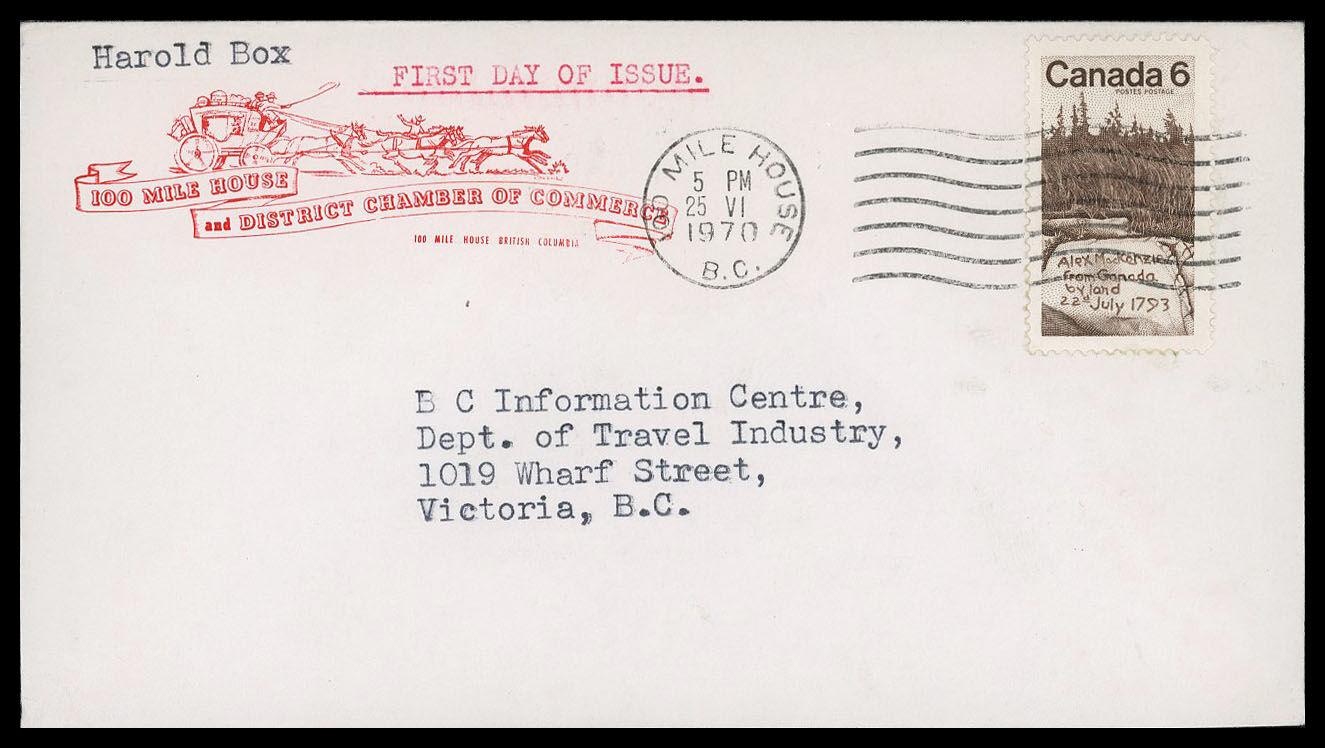 Harold Box
FIRST DAY OF ISSUE.
100 MILE HOUSE
and DISTRICT CHAMBER OF COMMERCE
100 MILE HOUSE BRITISH COLUMBIA
100 MILE HOUSE
5 PM
25 VI
1970
B.C.
Canada 6
POSTES POSTAGE
Alex MacKenzie
from Canada
by land
22d July 1793
B C Information Centre,
Dept. of Travel Industry,
1019 Wharf Street,
Victoria, B.C.